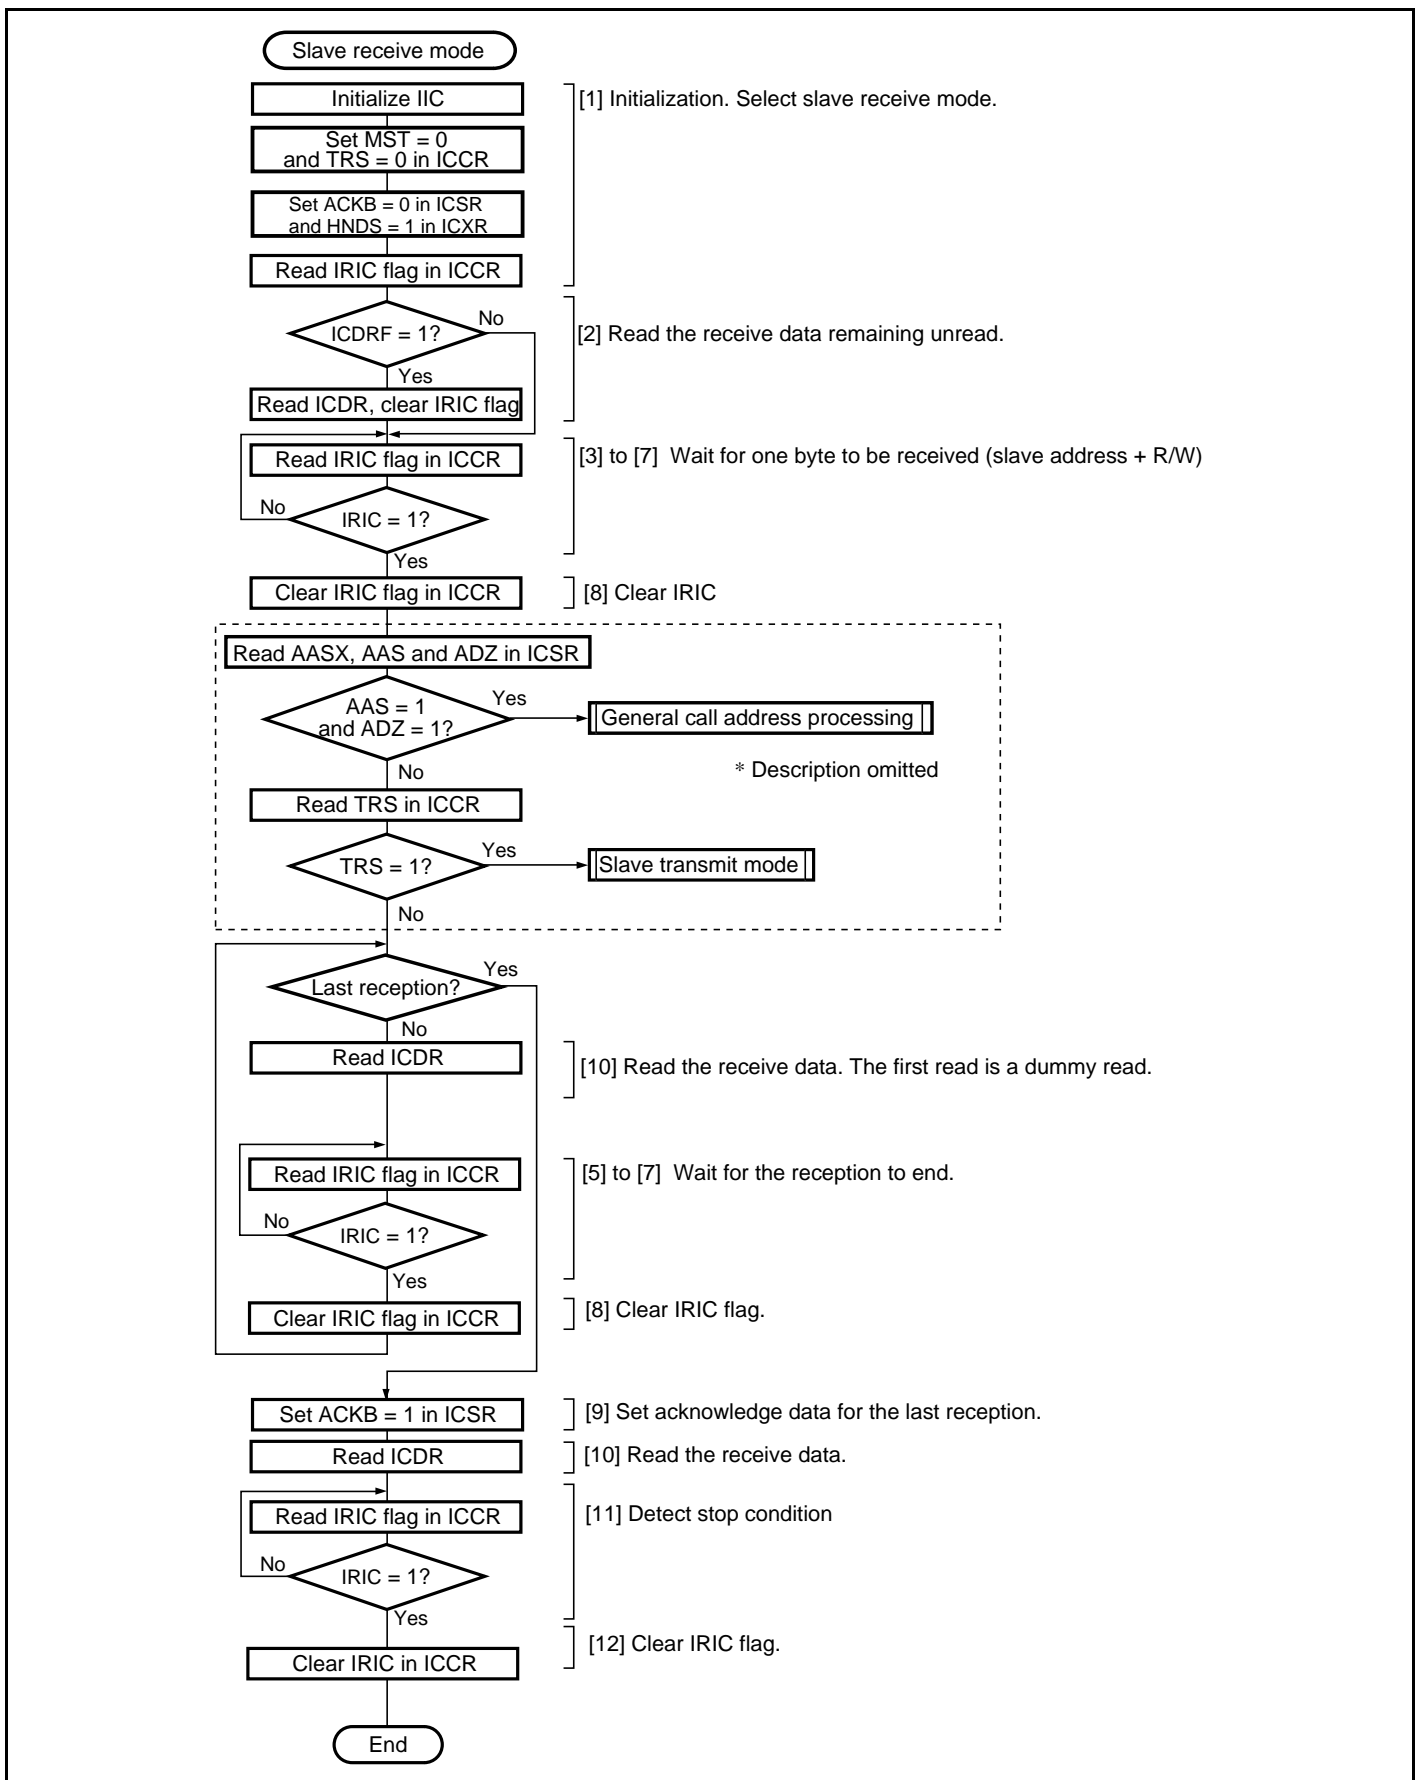 Slave receive mode
Initialize IIC
[1] Initialization. Select slave receive mode.
Set MST = 0
and TRS = 0 in ICCR
Set ACKB = 0 in ICSR
and HNDS = 1 in ICXR
Read IRIC flag in ICCR
ICDRF = 1?
No
[2] Read the receive data remaining unread.
Yes
Read ICDR, clear IRIC flag
Read IRIC flag in ICCR
[3] to [7] Wait for one byte to be received (slave address + R/W)
No
IRIC = 1?
Yes
Clear IRIC flag in ICCR
[8] Clear IRIC
Read AASX, AAS and ADZ in ICSR
AAS = 1
and ADZ = 1?
Yes
General call address processing
No
* Description omitted
Read TRS in ICCR
TRS = 1?
Yes
Slave transmit mode
No
Last reception?
Yes
No
Read ICDR
[10] Read the receive data. The first read is a dummy read.
Read IRIC flag in ICCR
[5] to [7] Wait for the reception to end.
No
IRIC = 1?
Yes
Clear IRIC flag in ICCR
[8] Clear IRIC flag.
Set ACKB = 1 in ICSR
[9] Set acknowledge data for the last reception.
Read ICDR
[10] Read the receive data.
Read IRIC flag in ICCR
[11] Detect stop condition
No
IRIC = 1?
Yes
Clear IRIC in ICCR
[12] Clear IRIC flag.
End